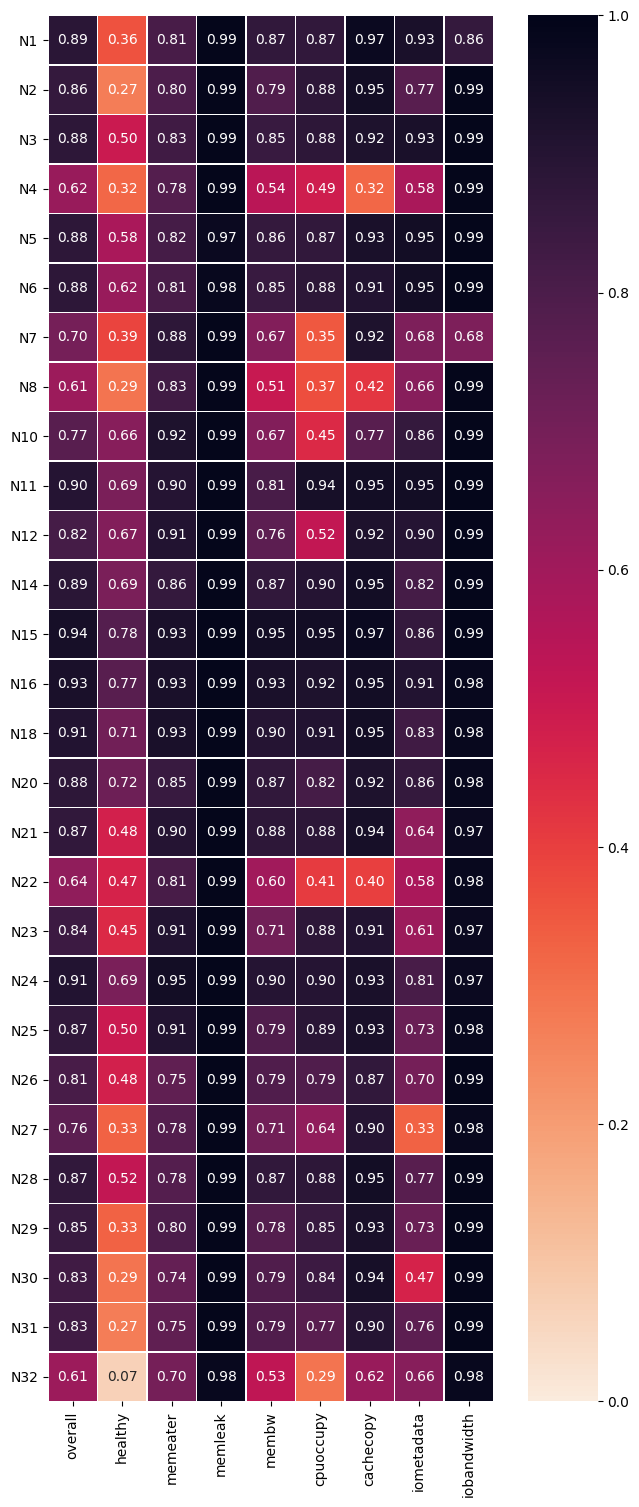 N1 0.89 0.36 0.81 0.99 0.87 0.87 0.97 0.93 0.86 1.0
N2 0.86 0.27 0.80 0.99 0.79 0.88 0.95 0.77 0.99
N3 0.88 0.50 0.83 0.99 0.85 0.88 0.92 0.93 0.99
N4 0.62 0.32 0.78 0.99 0.54 0.49 0.32 0.58 0.99
N5 0.88 0.58 0.82 0.97 0.86 0.87 0.93 0.95 0.99
N6 0.88 0.62 0.81 0.98 0.85 0.88 0.91 0.95 0.99 0.8
N7 0.70 0.39 0.88 0.99 0.67 0.35 0.92 0.68 0.68
N8 0.61 0.29 0.83 0.99 0.51 0.37 0.42 0.66 0.99
N10 0.77 0.66 0.92 0.99 0.67 0.45 0.77 0.86 0.99
N11 0.90 0.69 0.90 0.99 0.81 0.94 0.95 0.95 0.99
N12 0.82 0.67 0.91 0.99 0.76 0.52 0.92 0.90 0.99 0.6
N14 0.89 0.69 0.86 0.99 0.87 0.90 0.95 0.82 0.99
N15 0.94 0.78 0.93 0.99 0.95 0.95 0.97 0.86 0.99
N16 0.93 0.77 0.93 0.99 0.93 0.92 0.95 0.91 0.98
N18 0.91 0.71 0.93 0.99 0.90 0.91 0.95 0.83 0.98
N20 0.88 0.72 0.85 0.99 0.87 0.82 0.92 0.86 0.98
N21 0.87 0.48 0.90 0.99 0.88 0.88 0.94 0.64 0.97 0.4
N22 0.64 0.47 0.81 0.99 0.60 0.41 0.40 0.58 0.98
N23 0.84 0.45 0.91 0.99 0.71 0.88 0.91 0.61 0.97
N24 0.91 0.69 0.95 0.99 0.90 0.90 0.93 0.81 0.97
N25 0.87 0.50 0.91 0.99 0.79 0.89 0.93 0.73 0.98
N26 0.81 0.48 0.75 0.99 0.79 0.79 0.87 0.70 0.99
N27 0.76 0.33 0.78 0.99 0.71 0.64 0.90 0.33 0.98 0.2
N28 0.87 0.52 0.78 0.99 0.87 0.88 0.95 0.77 0.99
N29 0.85 0.33 0.80 0.99 0.78 0.85 0.93 0.73 0.99
N30 0.83 0.29 0.74 0.99 0.79 0.84 0.94 0.47 0.99
N31 0.83 0.27 0.75 0.99 0.79 0.77 0.90 0.76 0.99
N32 0.61 0.07 0.70 0.98 0.53 0.29 0.62 0.66 0.98 0.0
overall healthy memeater memleak membw cpuoccupy cachecopy iometadata iobandwidth